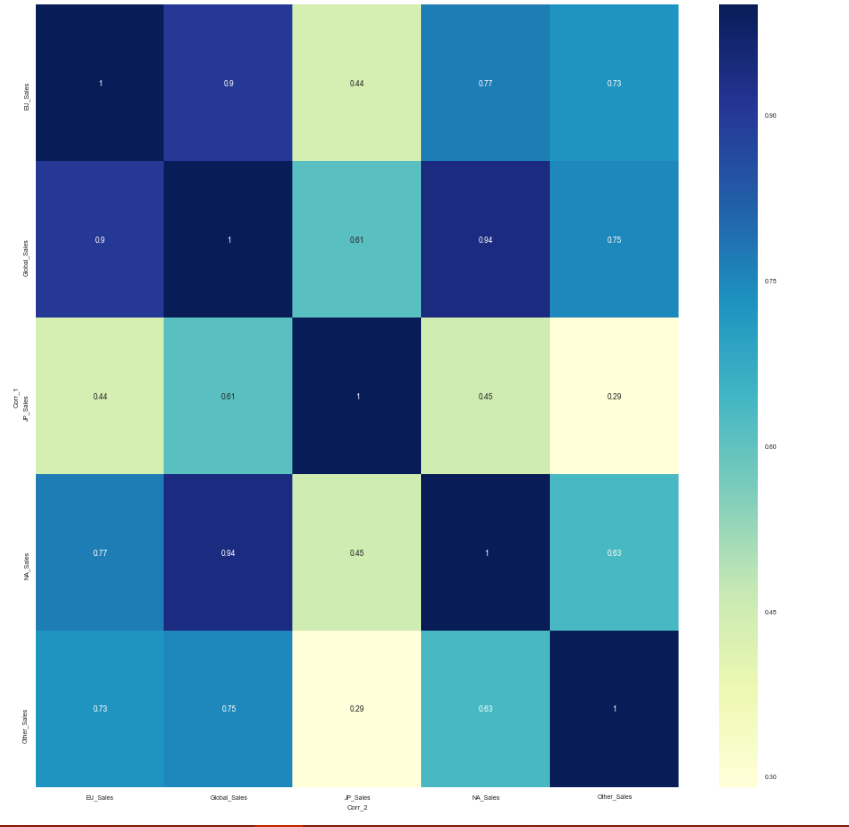 EU_Sales 1 0.9 0.44 0.77 0.73
0.90
Global_Sales 0.9 1 0.61 0.94 0.75
0.75
Corr_1
JP_Sales 0.44 0.61 1 0.45 0.29
0.60
NA_Sales 0.77 0.94 0.45 1 0.63
0.45
Other_Sales 0.73 0.75 0.29 0.63 1
0.30
EU_Sales Global_Sales JP_Sales NA_Sales Other_Sales
Corr_2